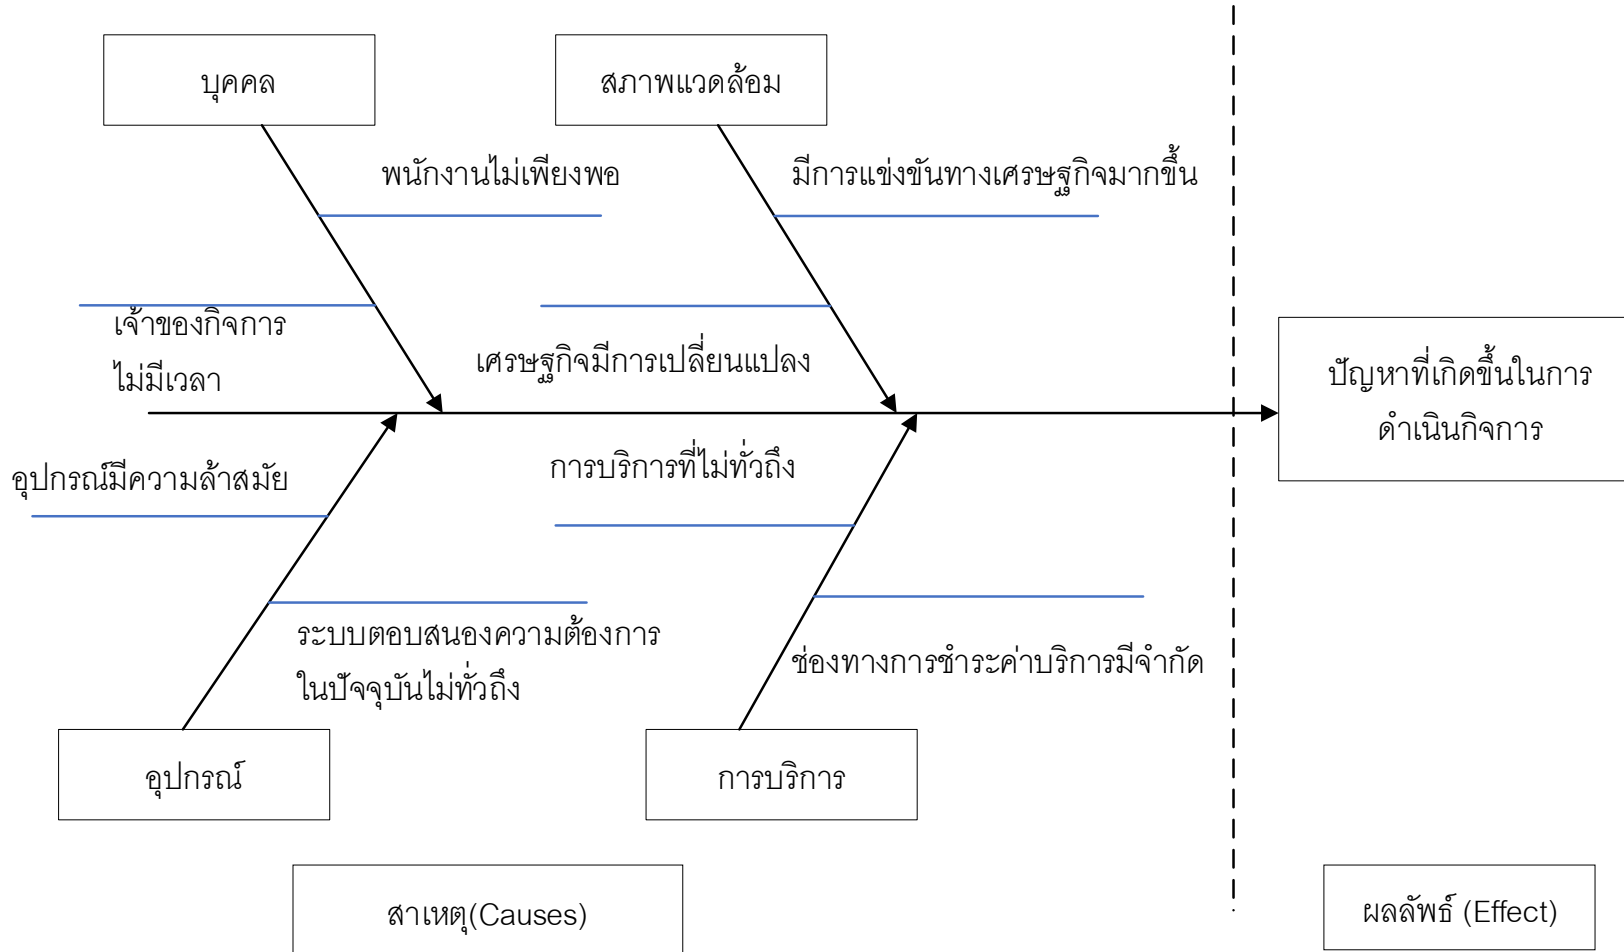 บุคคล
สภาพแวดล้อม
พนักงานไม่เพียงพอ
มีการแข่งขันทางเศรษฐกิจมากขึ้น
เจ้าของกิจการ
ไม่มีเวลา
เศรษฐกิจมีการเปลี่ยนแปลง
ปัญหาที่เกิดขึ้นในการ
ดำเนินกิจการ
อุปกรณ์มีความล้าสมัย
การบริการที่ไม่ทั่วถึง
ระบบตอบสนองความต้องการ
ในปัจจุบันไม่ทั่วถึง
ช่องทางการชำระค่าบริการมีจำกัด
อุปกรณ์
การบริการ
สาเหตุ(Causes)
ผลลัพธ์ (Effect)